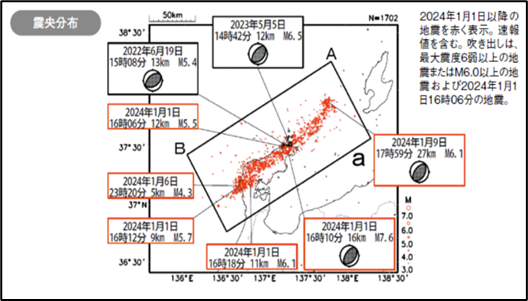 震央分布
50km
N=1702
2024年1月1日以降の
地震を赤く表示。速報
値を含む。吹き出しは、
最大震度6弱以上の地
震またはM6.0以上の地
震および2024年1月1
日16時06分の地震。
2023年5月5日
14時42分 12km M6.5
2022年6月19日
15時08分 13km M5.4
2024年1月1日
16時06分 12km M5.5
2024年1月6日
23時20分 5km M4.3
2024年1月1日
16時12分 9km M5.7
2024年1月1日
16時18分 11km M6.1
2024年1月1日
16時10分 16km M7.6
2024年1月9日
17時59分 27km M6.1
A
B
a
38°30'
38°N
37°30'
37°N
36°30'
136°E
136°30'
137°E
137°30'
138°E
138°30'
M
7.0
6.0
5.0
4.0
3.0